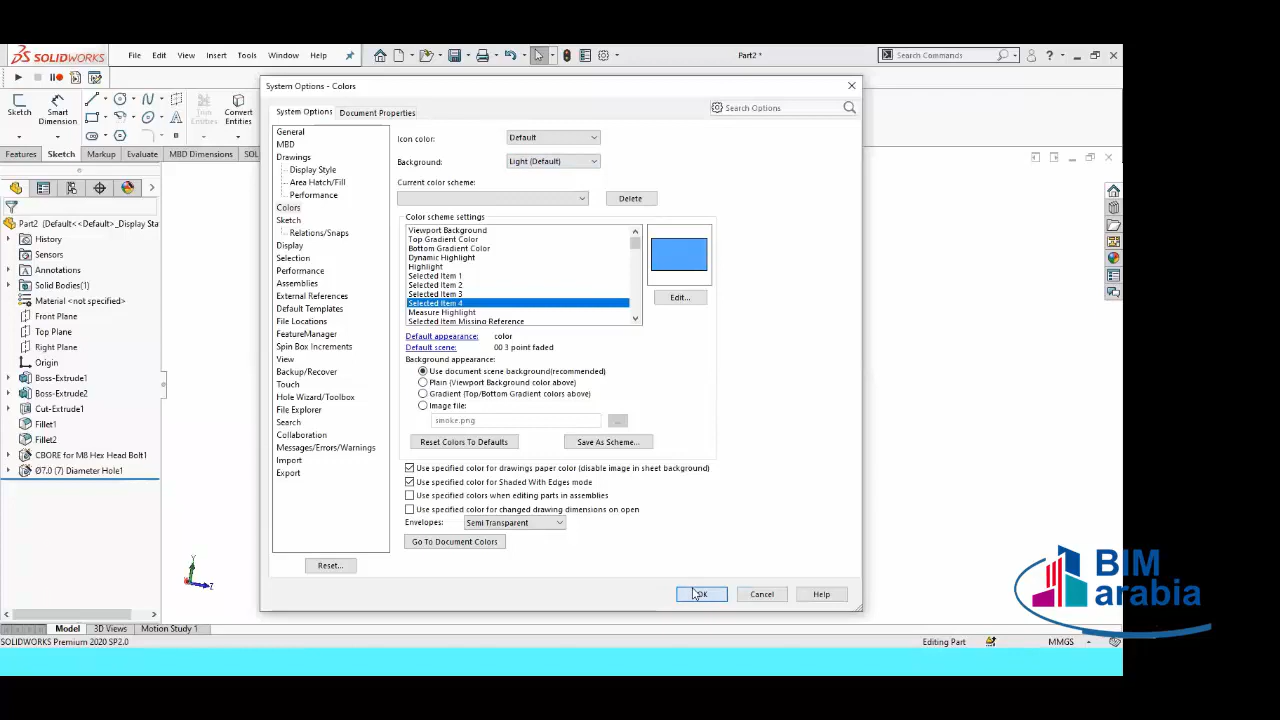 SOLIDWORKS File Edit View Insert Tools Window Help Part2 * Search Commands
Sketch Smart Dimension Trim Entities Convert Entities
Features Sketch Markup Evaluate MBD Dimensions SOL
Part2 (Default<<Default>_Display Sta
History
Sensors
Annotations
Solid Bodies(1)
Material <not specified>
Front Plane
Top Plane
Right Plane
Origin
Boss-Extrude1
Boss-Extrude2
Cut-Extrude1
Fillet1
Fillet2
CBORE for M8 Hex Head Bolt1
Ø7.0 (7) Diameter Hole1
System Options - Colors
System Options Document Properties Search Options
General
MBD
Drawings
Display Style
Area Hatch/Fill
Performance
Colors
Sketch
Relations/Snaps
Display
Selection
Performance
Assemblies
External References
Default Templates
File Locations
FeatureManager
Spin Box Increments
View
Backup/Recover
Touch
Hole Wizard/Toolbox
File Explorer
Search
Collaboration
Messages/Errors/Warnings
Import
Export
Reset...
Icon color: Default
Background: Light (Default)
Current color scheme:
Delete
Color scheme settings
Viewport Background
Top Gradient Color
Bottom Gradient Color
Dynamic Highlight
Highlight
Selected Item 1
Selected Item 2
Selected Item 3
Selected Item 4
Measure Highlight
Selected Item Missing Reference
Edit...
Default appearance: color
Default scene: 00 3 point faded
Background appearance:
Use document scene background(recommended)
Plain (Viewport Background color above)
Gradient (Top/Bottom Gradient colors above)
Image file:
smoke.png ...
Reset Colors To Defaults Save As Scheme...
Use specified color for drawings paper color (disable image in sheet background)
Use specified color for Shaded With Edges mode
Use specified colors when editing parts in assemblies
Use specified color for changed drawing dimensions on open
Envelopes: Semi Transparent
Go To Document Colors
OK Cancel Help
Y
Z
Model 3D Views Motion Study 1
SOLIDWORKS Premium 2020 SP2.0 Editing Part MMGS
BIM
arabia